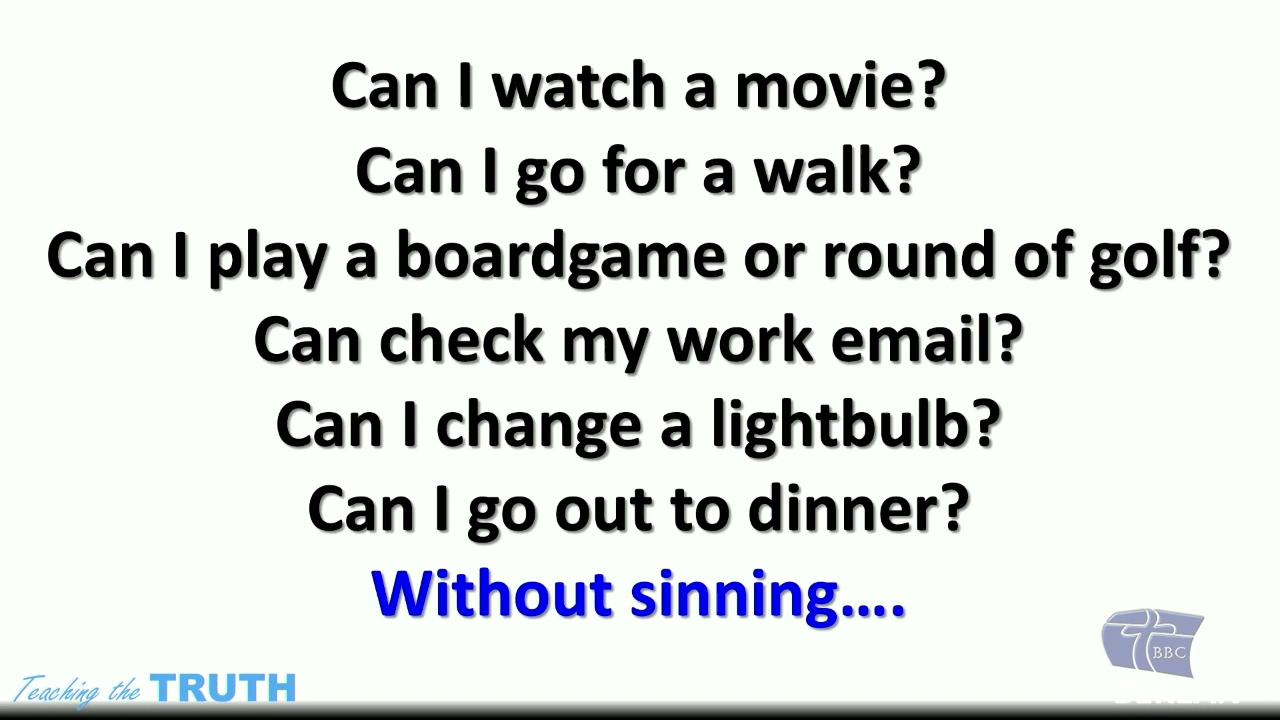 Can I watch a movie?
Can I go for a walk?
Can I play a boardgame or round of golf?
Can check my work email?
Can I change a lightbulb?
Can I go out to dinner?
Without sinning....
BBC
Teaching the TRUTH